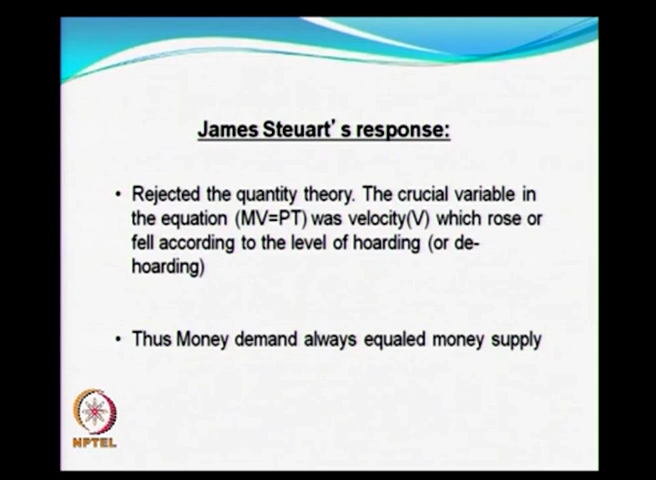 James Steuart's response:
• Rejected the quantity theory. The crucial variable in
the equation (MV=PT) was velocity(V) which rose or
fell according to the level of hoarding (or de-
hoarding)
• Thus Money demand always equaled money supply
NPTEL